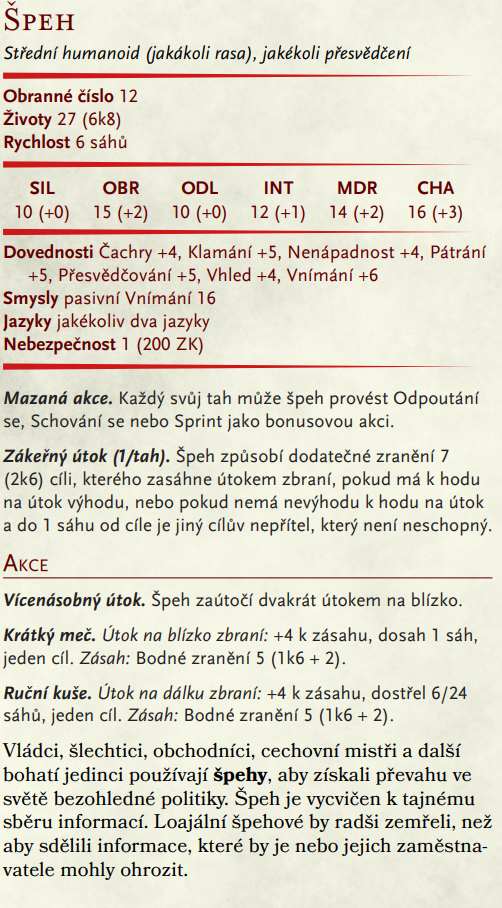 Špeh
Střední humanoid (jakákoli rasa), jakékoli přesvědčení
Obranné číslo 12
Životy 27 (6k8)
Rychlost 6 sáhů
SIL OBR ODL INT MDR CHA
10 (+0) 15 (+2) 10 (+0) 12 (+1) 14 (+2) 16 (+3)
Dovednosti Čachry +4, Klamání +5, Nenápadnost +4, Pátrání
+5, Přesvědčování +5, Vhled +4, Vnímání +6
Smysly pasivní Vnímání 16
Jazyky jakékoliv dva jazyky
Nebezpečnost 1 (200 ZK)
Mazaná akce. Každý svůj tah může špeh provést Odpoutání
se, Schování se nebo Sprint jako bonusovou akci.
Zákeřný útok (1/tah). Špeh způsobí dodatečné zranění 7
(2k6) cíli, kterého zasáhne útokem zbraní, pokud má k hodu
na útok výhodu, nebo pokud nemá nevýhodu k hodu na útok
a do 1 sáhu od cíle je jiný cílův nepřítel, který není neschopný.
Akce
Vícenásobný útok. Špeh zaútočí dvakrát útokem na blízko.
Krátký meč. Útok na blízko zbraní: +4 k zásahu, dosah 1 sáh,
jeden cíl. Zásah: Bodné zranění 5 (1k6 + 2).
Ruční kuše. Útok na dálku zbraní: +4 k zásahu, dostřel 6/24
sáhů, jeden cíl. Zásah: Bodné zranění 5 (1k6 + 2).
Vládci, šlechtici, obchodníci, cechovní mistři a další
bohatí jedinci používají špehy, aby získali převahu ve
světě bezohledné politiky. Špeh je vycvičen k tajnému
sběru informací. Loajální špehové by radši zemřeli, než
aby sdělili informace, které by je nebo jejich zaměstna-
vatele mohly ohrozit.